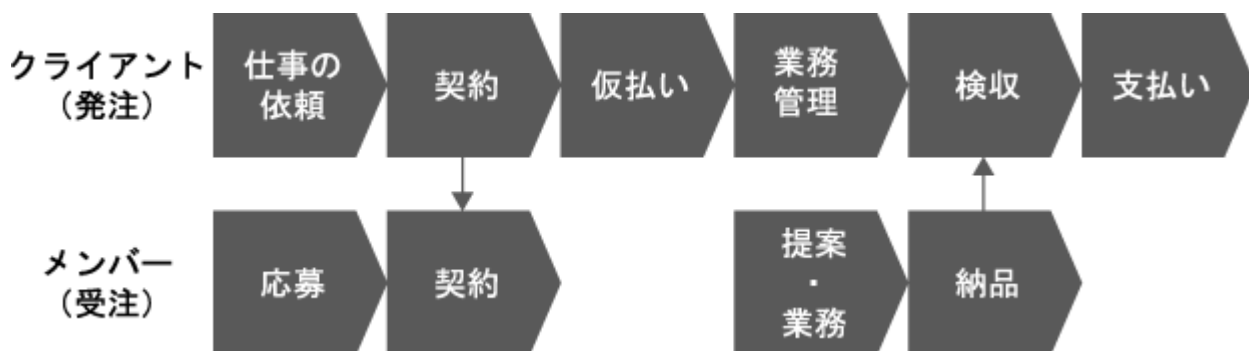 クライアント
（発注）
仕事の
依頼
契約
仮払い
業務
管理
検収
支払い
メンバー
（受注）
応募
契約
提案
・
業務
納品